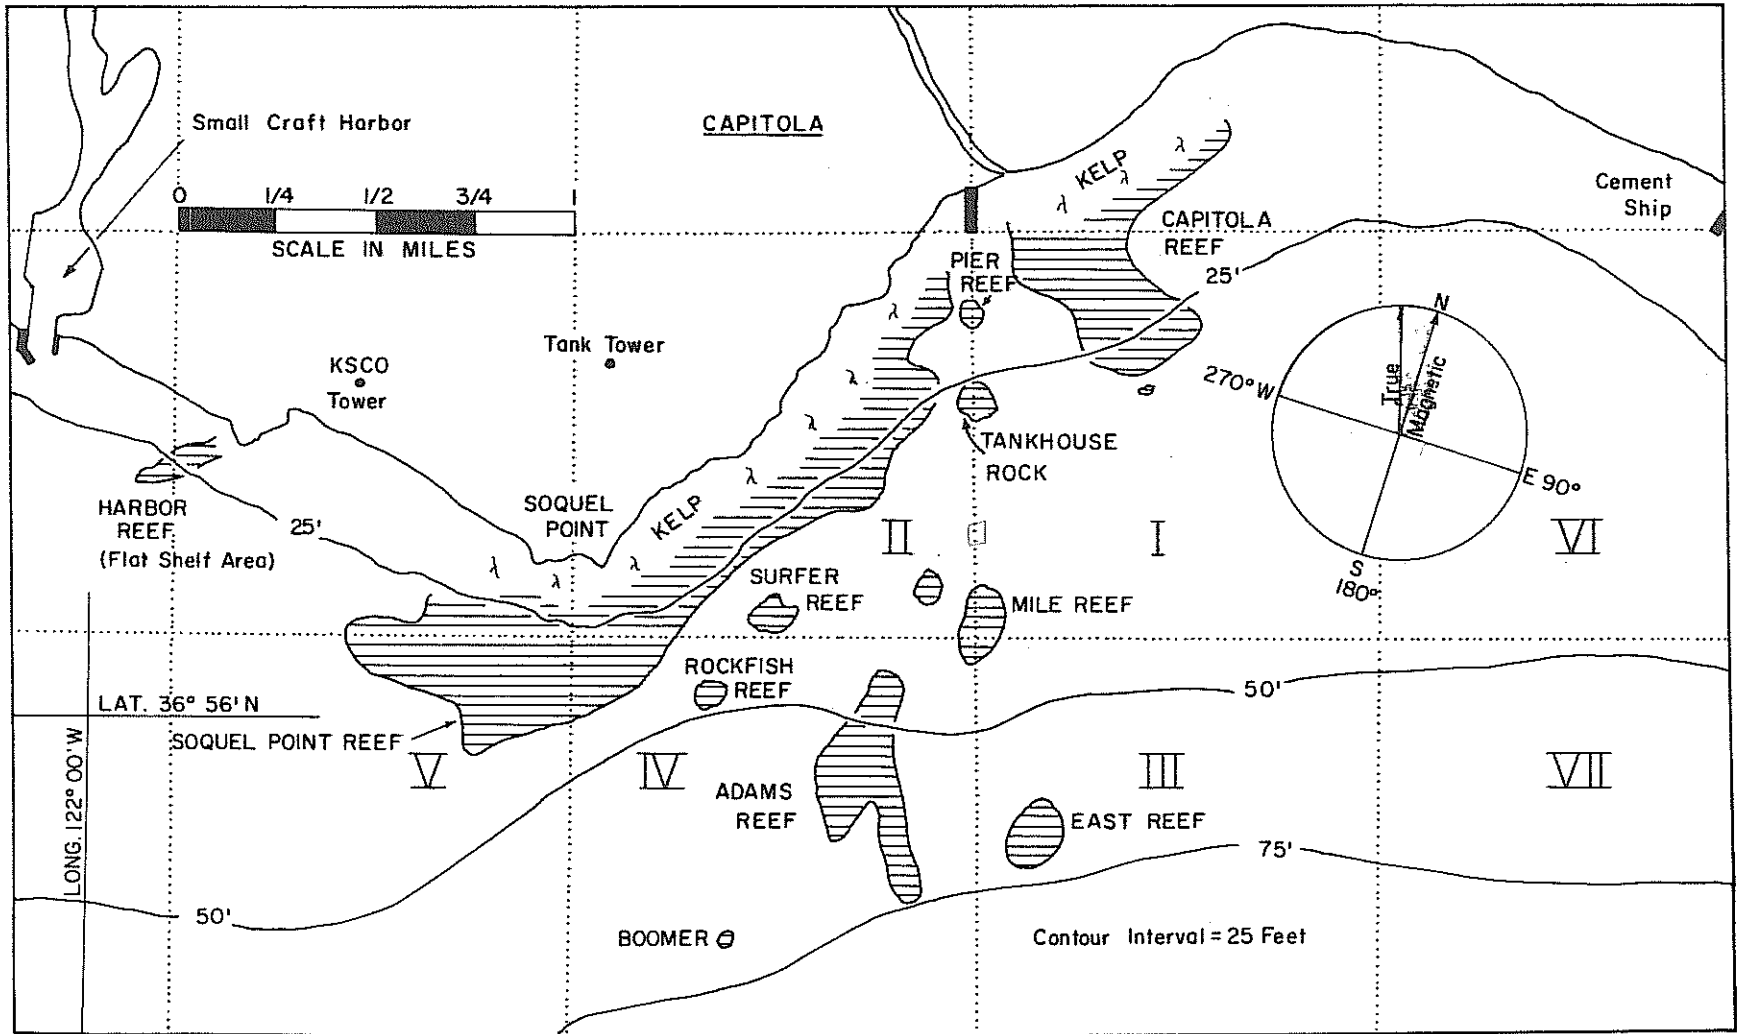 Small Craft Harbor
CAPITOLA
0 1/4 1/2 3/4 1
SCALE IN MILES
KELP
Cement
Ship
CAPITOLA
REEF
PIER
REEF
25'
N
True
Magnetic
270° W
E 90°
S
180°
KSCO
Tower
Tank Tower
TANKHOUSE
ROCK
HARBOR
REEF
(Flat Shelf Area)
25'
SOQUEL
POINT
KELP
II
I
VI
SURFER
REEF
MILE REEF
ROCKFISH
REEF
50'
LAT. 36° 56' N
SOQUEL POINT REEF
LONG. 122° 00' W
V
IV
III
VII
ADAMS
REEF
EAST REEF
75'
50'
BOOMER
Contour Interval = 25 Feet